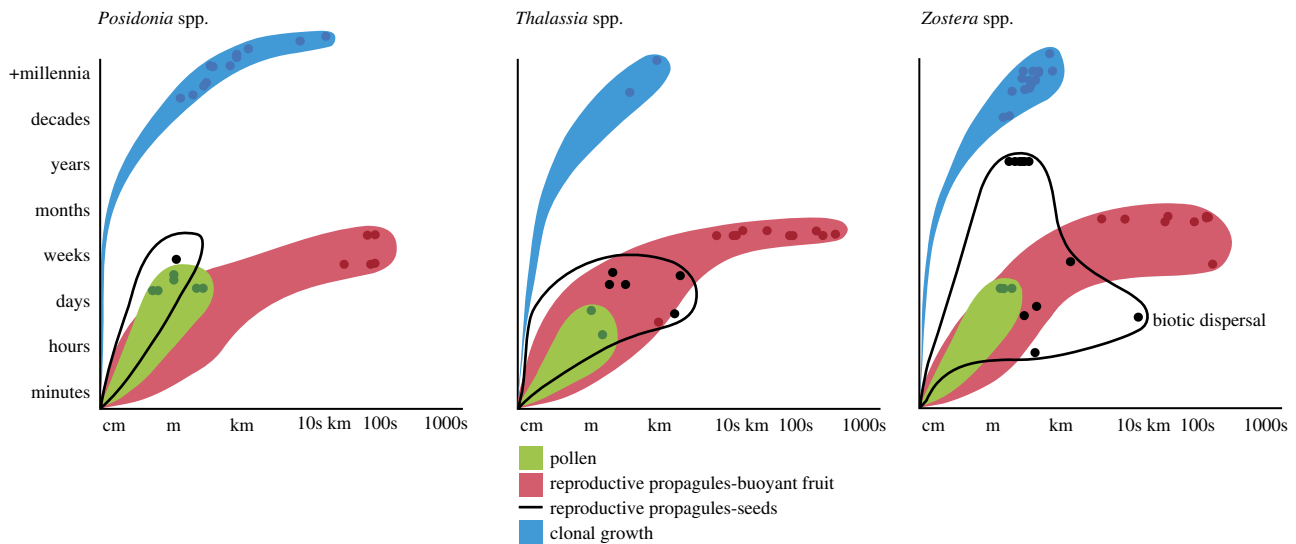 Posidonia spp.
Thalassia spp.
Zostera spp.
+millennia
decades
years
months
weeks
days
hours
minutes
biotic dispersal
cm m km 10s km 100s 1000s
cm m km 10s km 100s 1000s
cm m km 10s km 100s 1000s
pollen
reproductive propagules-buoyant fruit
reproductive propagules-seeds
clonal growth